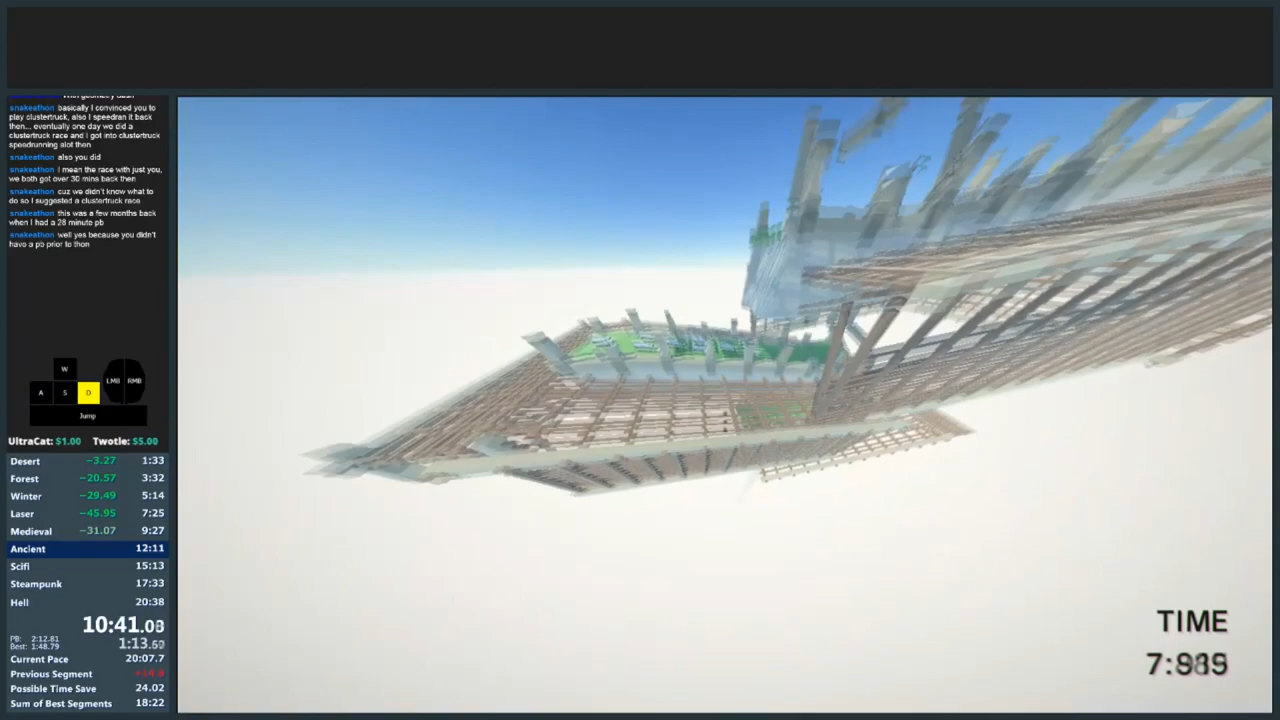 snakeathon basically I convinced you to
play clustertruck, also I speedran it back
then... eventually one day we did a
clustertruck race and I got into clustertruck
speedrunning alot then
snakeathon also you did
snakeathon I mean the race with just you,
we both got over 30 mins back then
snakeathon cuz we didn't know what to
do so I suggested a clustertruck race
snakeathon this was a few months back
when I had a 28 minute pb
snakeathon well yes because you didn't
have a pb prior to thon
W
A S D LMB RMB
Jump
UltraCat: $1.00 Twotle: $5.00
Desert -3.27 1:33
Forest -20.57 3:32
Winter -29.49 5:14
Laser -45.95 7:25
Medieval -31.07 9:27
Ancient 12:11
Scifi 15:13
Steampunk 17:33
Hell 20:38
10:41.08
PB: 2:12.81
Best: 1:48.79 1:13.60
Current Pace 20:07.7
Previous Segment
Possible Time Save 24.02
Sum of Best Segments 18:22
TIME
7:989